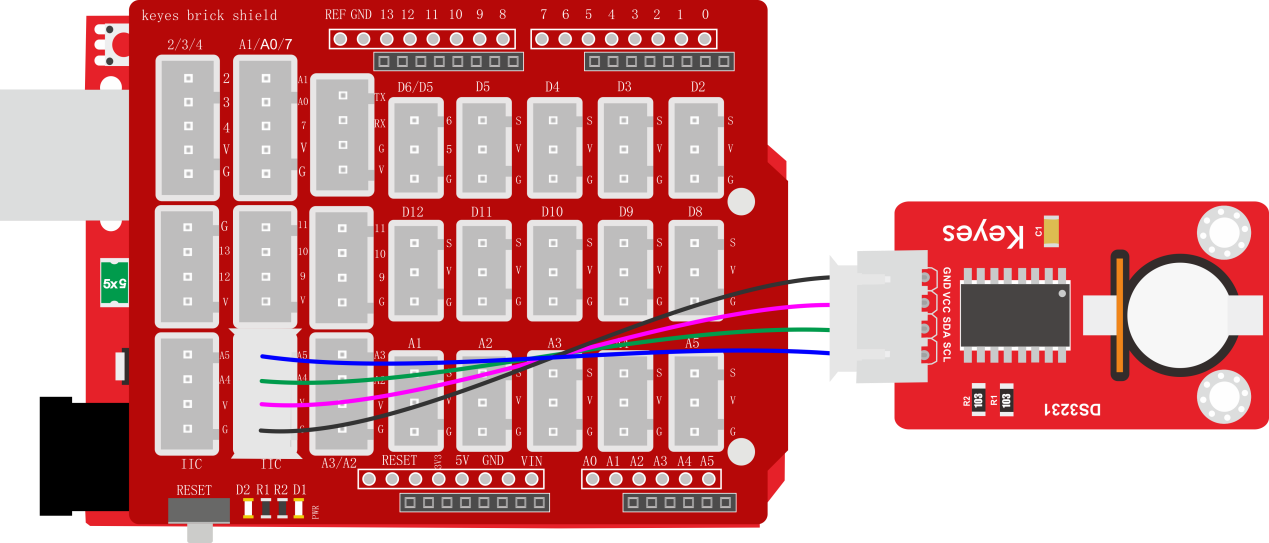 keyes brick shield
REF GND 13 12 11 10 9 8 7 6 5 4 3 2 1 0
2/3/4 A1/A0/7
2 A1
3 A0
4 7
V V
G G
TX
RX
G
V
D6/D5 D5 D4 D3 D2
6 S S S S
5 V V V V
G G G G G
D12 D11 D10 D9 D8
G 11 11 S S S S S
13 10 10 V V V V V
12 9 9 G G G G G
V V V
A1 A2 A3 A4 A5
A5 A5 A3 S S S S S
A4 A4 A2 V V V V V
V V V G G G G G
G G G
IIC IIC A3/A2
RESET 3V3 5V GND VIN A0 A1 A2 A3 A4 A5
RESET D2 R1 R2 D1 PWR
5x5
Keyes
C1
GND VCC SDA SCL
R2 103 R1 103
DS3231